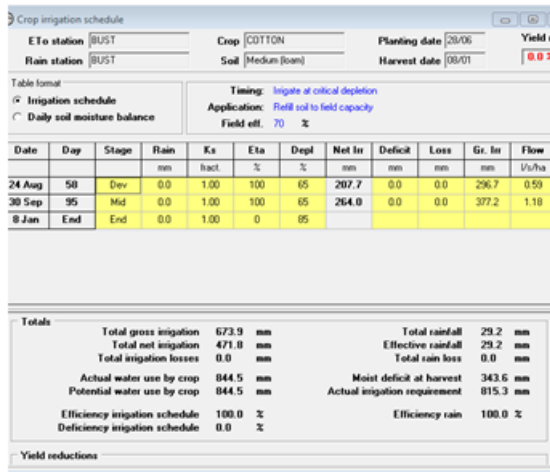 Crop irrigation schedule
ETo station BUST Crop COTTON Planting date 28/06 Yield
Rain station BUST Soil Medium (loam) Harvest date 08/01 0.0
Table format
Irrigation schedule
Daily soil moisture balance
Timing: Irrigate at critical depletion
Application: Refill soil to field capacity
Field eff. 70 %
Date Day Stage Rain Ks Eta Depl Net Irr Deficit Loss Gr. Irr Flow
mm fract. % % mm mm mm mm l/s/ha
24 Aug 58 Dev 0.0 1.00 100 65 207.7 0.0 0.0 296.7 0.59
30 Sep 95 Mid 0.0 1.00 100 65 264.0 0.0 0.0 377.2 1.18
8 Jan End End 0.0 1.00 0 85
Totals
Total gross irrigation 673.9 mm Total rainfall 29.2 mm
Total net irrigation 471.8 mm Effective rainfall 29.2 mm
Total irrigation losses 0.0 mm Total rain loss 0.0 mm
Actual water use by crop 844.5 mm Moist deficit at harvest 343.6 mm
Potential water use by crop 844.5 mm Actual irrigation requirement 815.3 mm
Efficiency irrigation schedule 100.0 % Efficiency rain 100.0 %
Deficiency irrigation schedule 0.0 %
Yield reductions